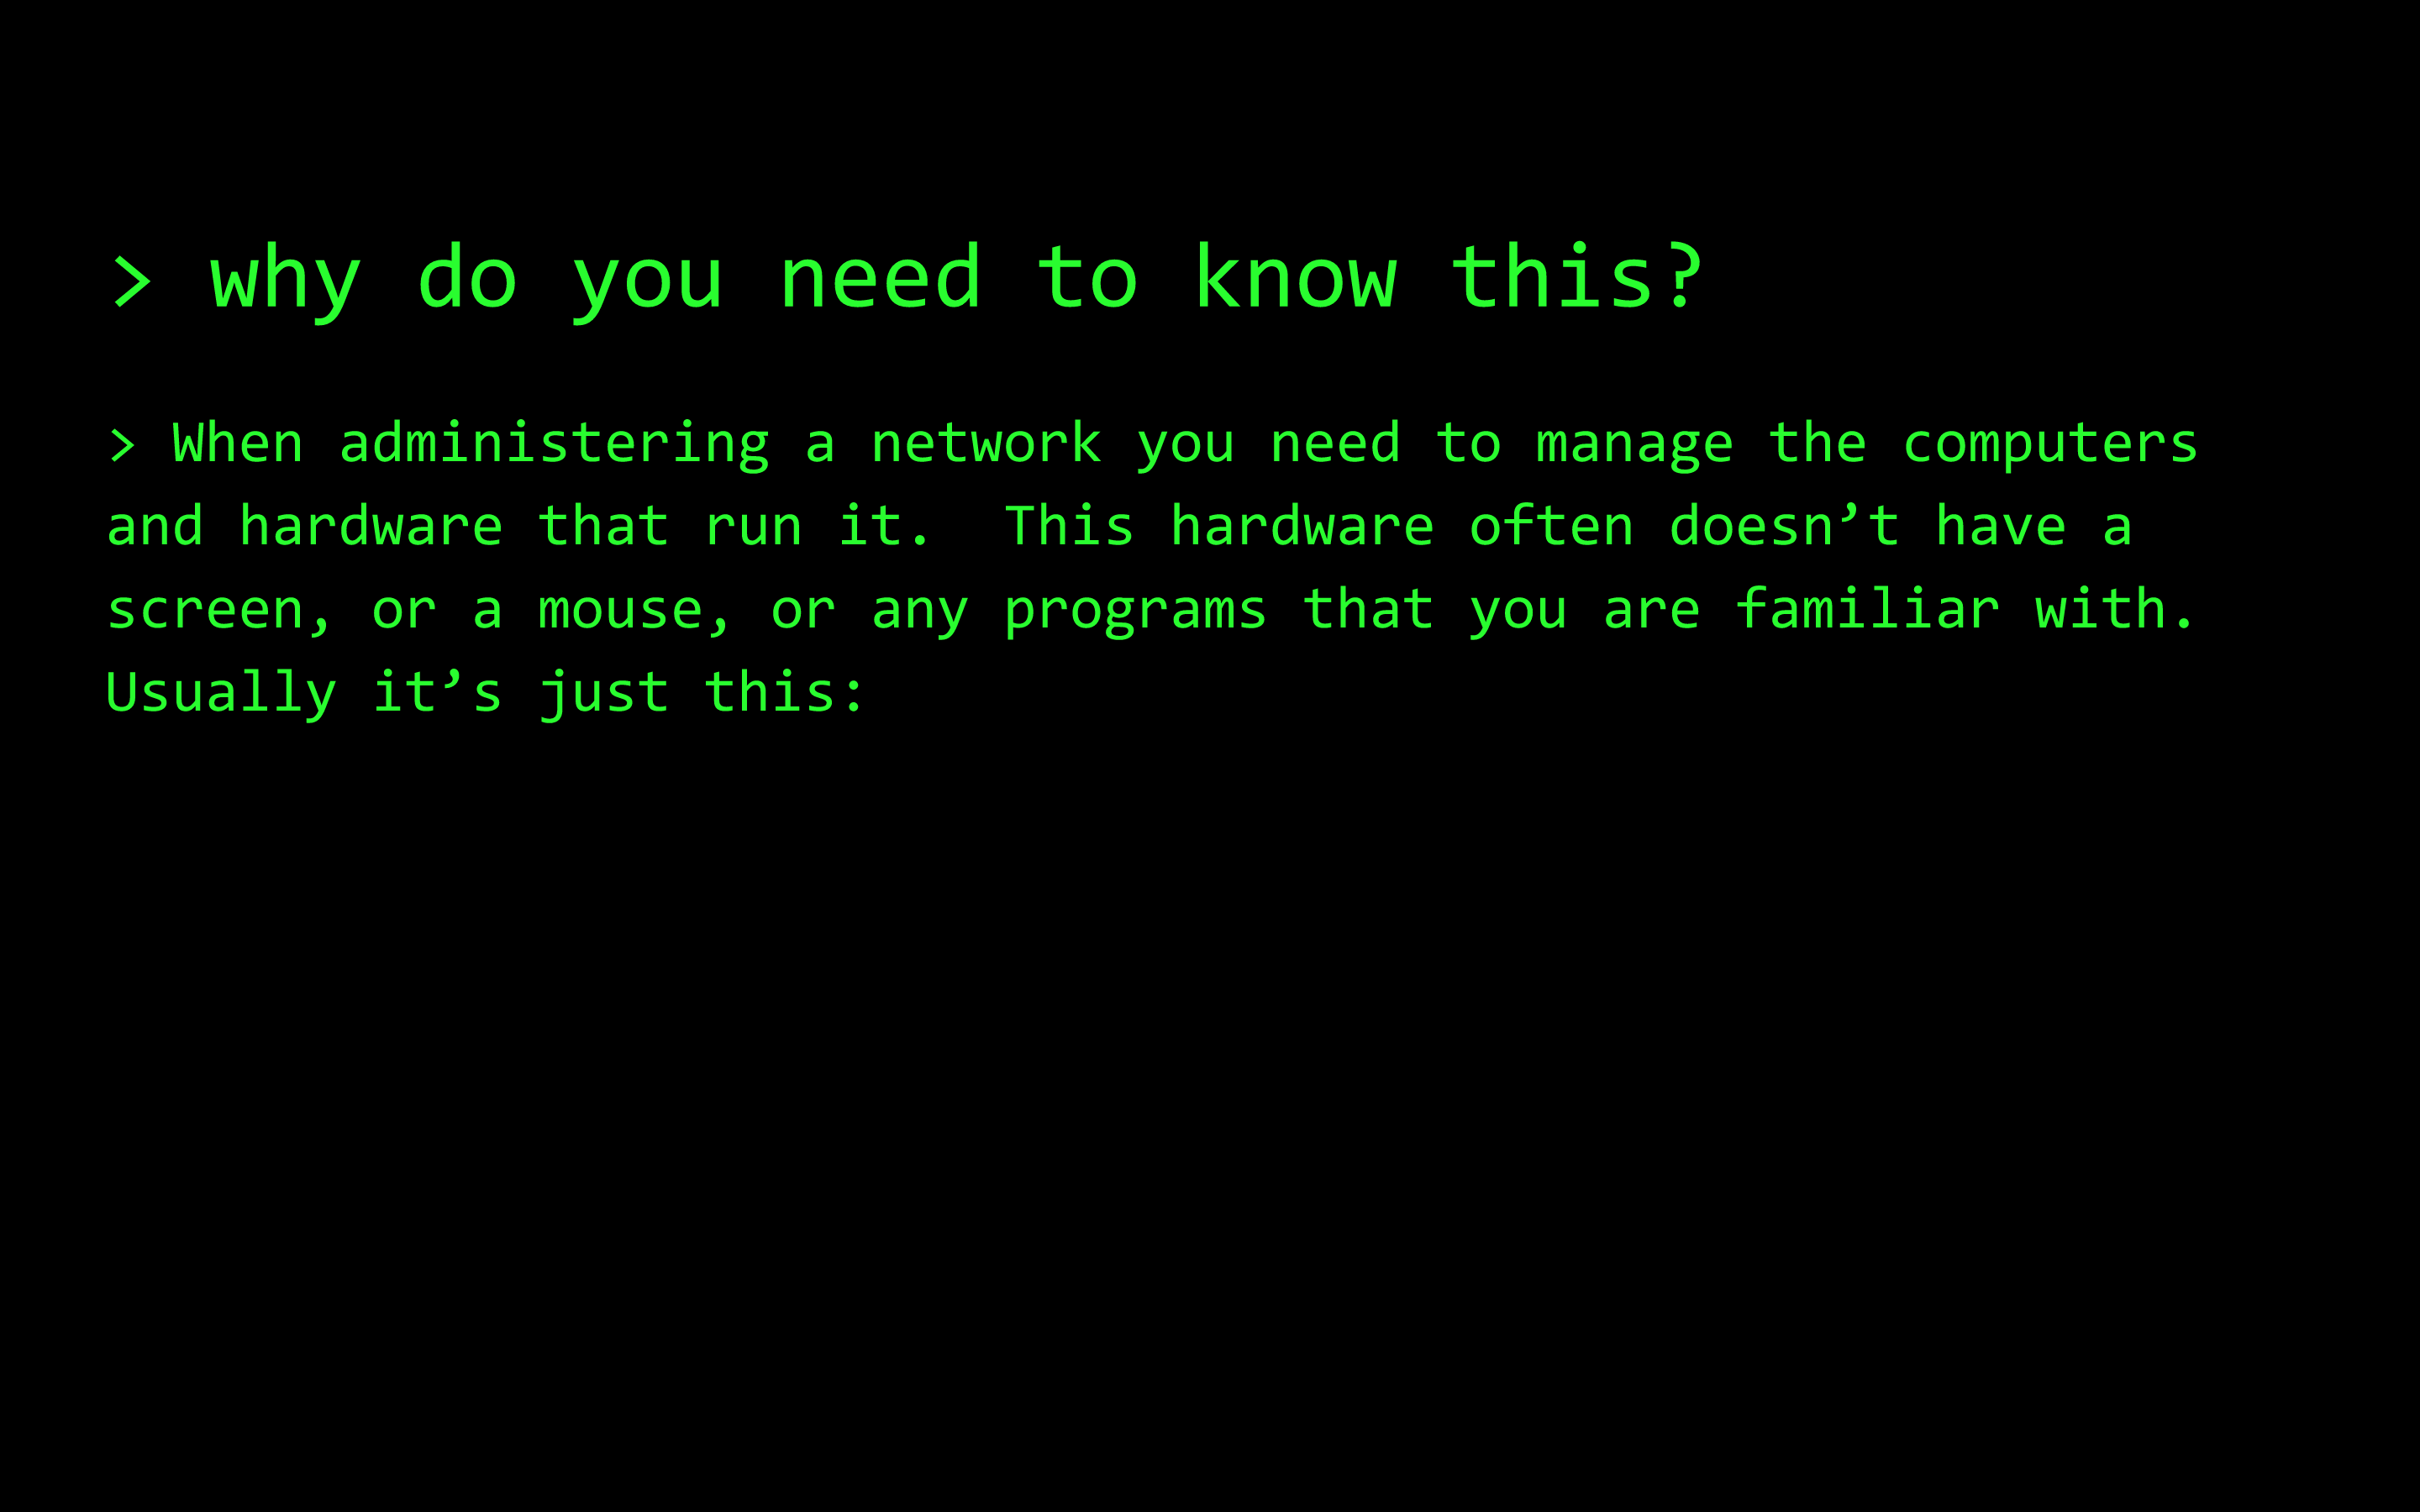 > why do you need to know this?
> When administering a network you need to manage the computers
and hardware that run it.  This hardware often doesn’t have a
screen, or a mouse, or any programs that you are familiar with.
Usually it’s just this: